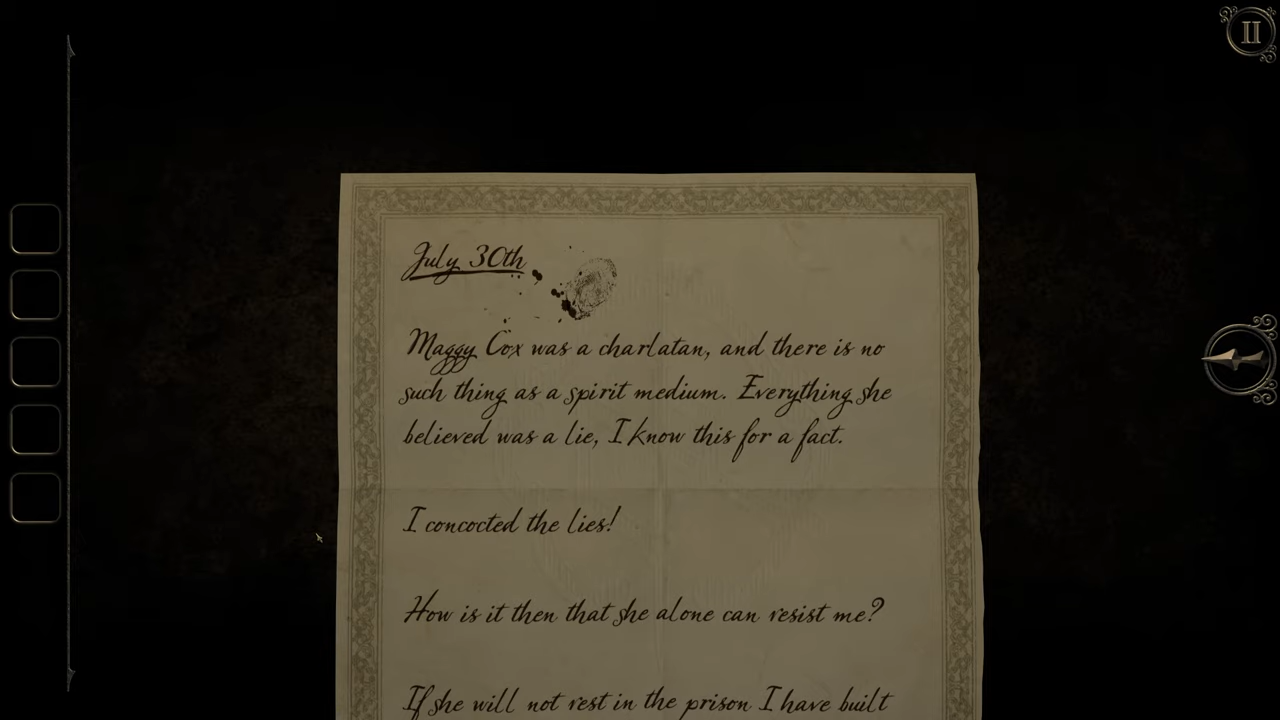 July 30th
Maggy Cox was a charlatan, and there is no
such thing as a spirit medium. Everything she
believed was a lie, I know this for a fact.
I concocted the lies!
How is it then that she alone can resist me?
If she will not rest in the prison I have built